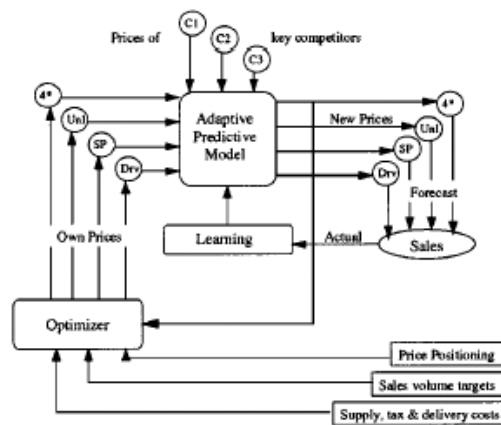 C1
Prices of
C2
key competitors
C3
4*
Unl
SP
Drv
Adaptive
Predictive
Model
New Prices
4*
Unl
SP
Drv
Forecast
Own Prices
Learning
Actual
Sales
Optimizer
Price Positioning
Sales volume targets
Supply, tax & delivery costs